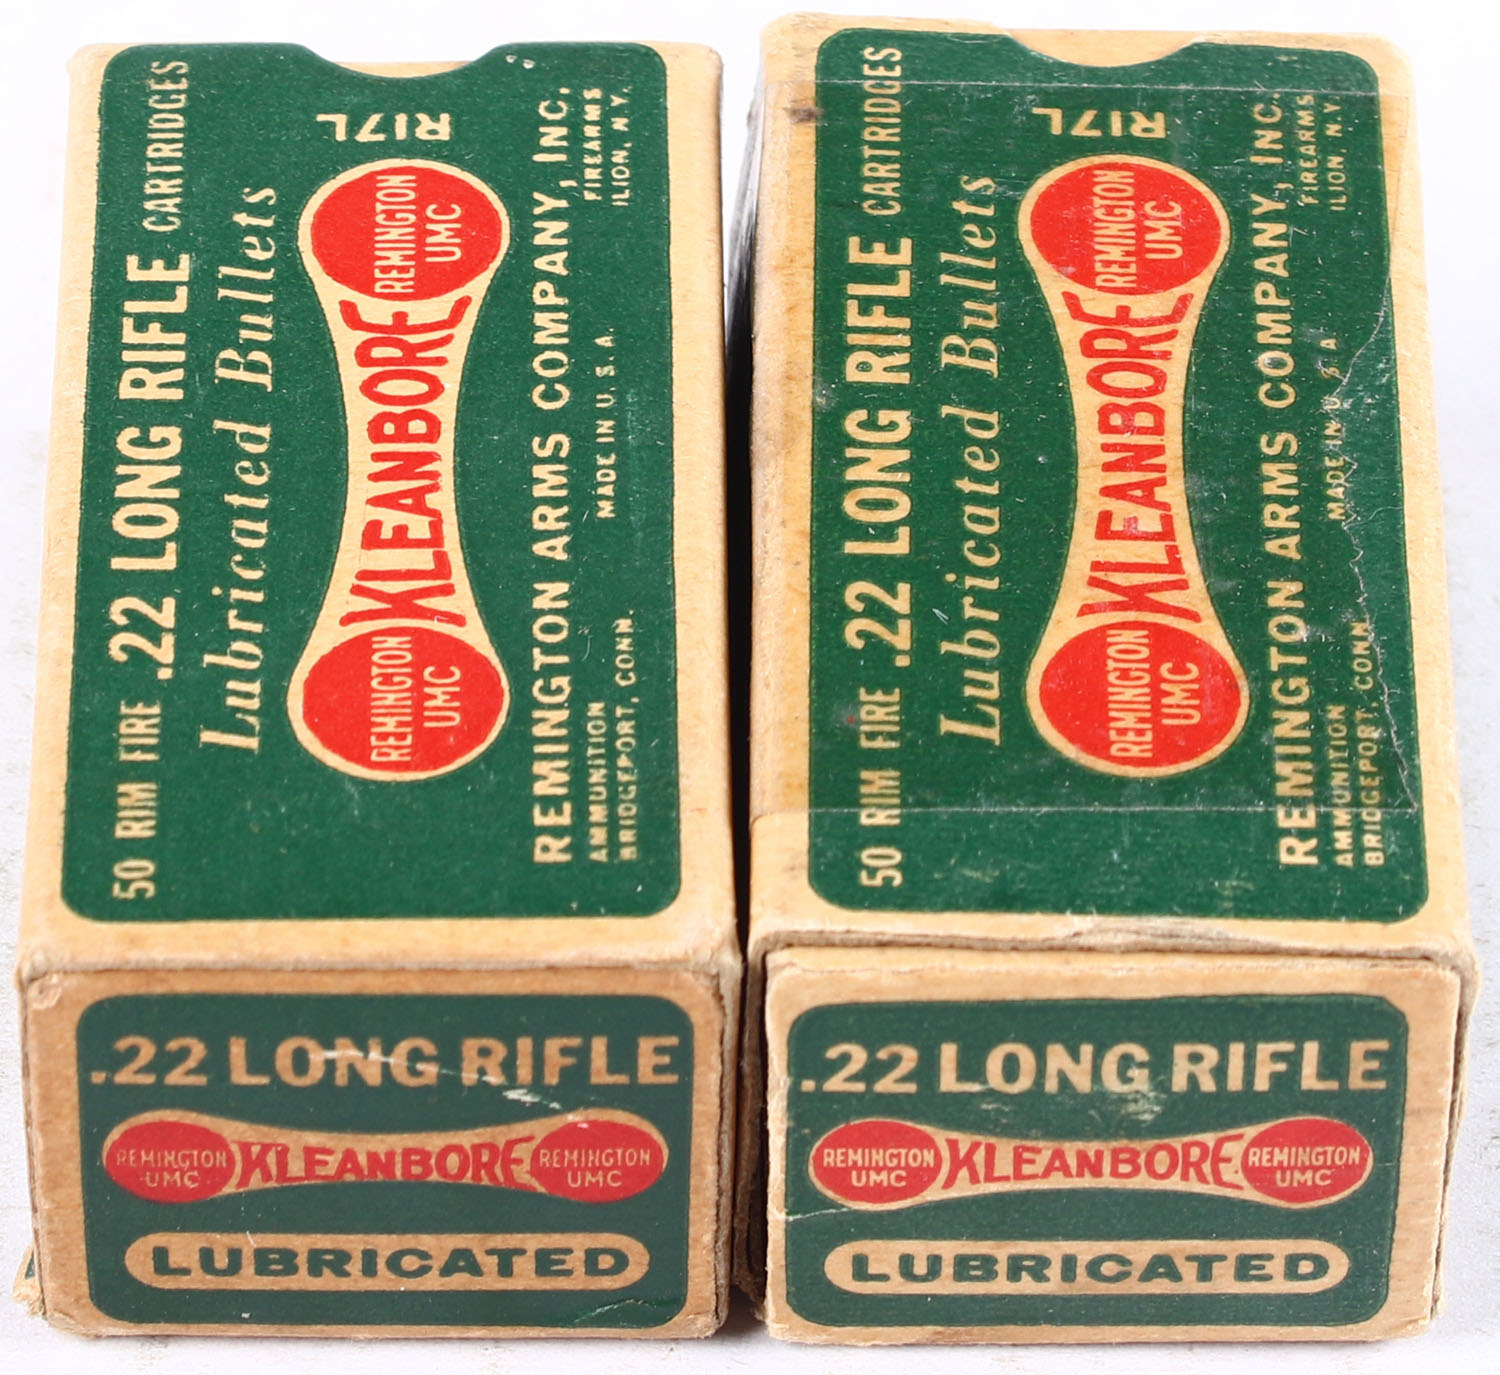 50 RIM FIRE .22 LONG RIFLE CARTRIDGES
Lubricated Bullets
REMINGTON UMC KLEANBORE REMINGTON UMC
R17L
REMINGTON ARMS COMPANY, INC.
AMMUNITION MADE IN U.S.A. FIREARMS
BRIDGEPORT, CONN. ILION, N.Y.
.22 LONG RIFLE
REMINGTON UMC KLEANBORE REMINGTON UMC
LUBRICATED
50 RIM FIRE .22 LONG RIFLE CARTRIDGES
Lubricated Bullets
REMINGTON UMC KLEANBORE REMINGTON UMC
R17L
REMINGTON ARMS COMPANY, INC.
AMMUNITION MADE IN U.S.A. FIREARMS
BRIDGEPORT, CONN. ILION, N.Y.
.22 LONG RIFLE
REMINGTON UMC KLEANBORE REMINGTON UMC
LUBRICATED